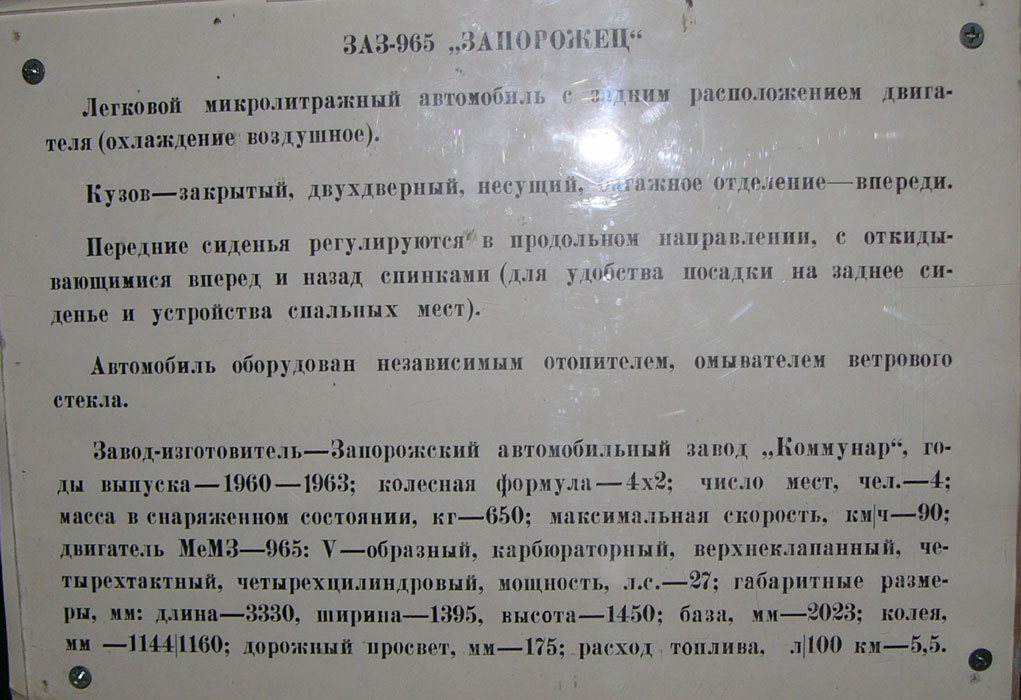 ЗАЗ-965 „ЗАПОРОЖЕЦ“
Легковой микролитражный автомобиль с задним расположением двига-
теля (охлаждение воздушное).
Кузов—закрытый, двухдверный, несущий, багажное отделение—впереди.
Передние сиденья регулируются в продольном направлении, с откиды-
вающимися вперед и назад спинками (для удобства посадки на заднее си-
денье и устройства спальных мест).
Автомобиль оборудован независимым отопителем, омывателем ветрового
стекла.
Завод-изготовитель—Запорожский автомобильный завод „Коммунар“, го-
ды выпуска—1960—1963; колесная формула—4х2; число мест, чел.—4;
масса в снаряженном состоянии, кг—650; максимальная скорость, км|ч—90;
двигатель МеМЗ—965: V—образный, карбюраторный, верхнеклапанный, че-
тырехтактный, четырехцилиндровый, мощность, л.с.—27; габаритные разме-
ры, мм: длина—3330, ширина—1395, высота—1450; база, мм—2023; колея,
мм —1144|1160; дорожный просвет, мм—175; расход топлива, л|100 км—5,5.